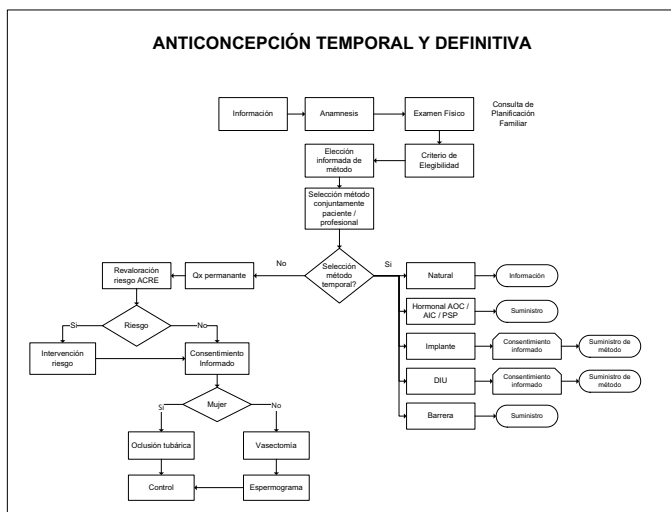 ANTICONCEPCIÓN TEMPORAL Y DEFINITIVA
Información
Anamnesis
Examen Físico
Consulta de
Planificación
Familiar
Elección
informada de
método
Criterio de
Elegibilidad
Selección método
conjuntamente
paciente /
profesional
Selección
método
temporal?
No
Si
Qx permanante
Revaloración
riesgo ACRE
Riesgo
Si
No
Intervención
riesgo
Consentimiento
Informado
Mujer
Si
No
Oclusión tubárica
Vasectomía
Control
Espermograma
Natural
Información
Hormonal AOC /
AIC / PSP
Suministro
Implante
Consentimiento
informado
Suministro de
método
DIU
Consentimiento
informado
Suministro de
método
Barrera
Suministro